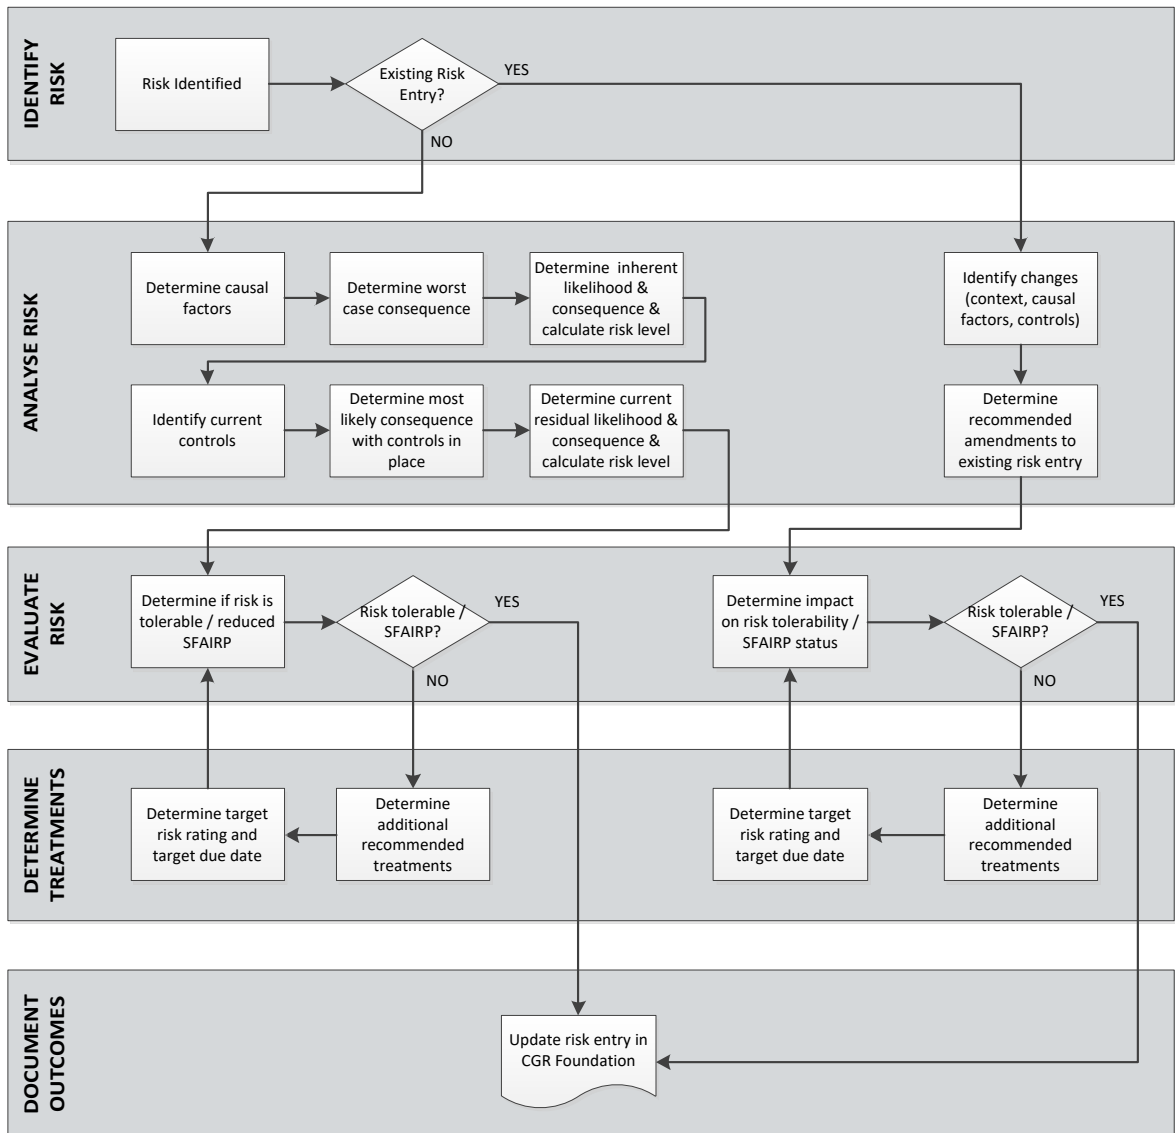 IDENTIFY
RISK
Risk Identified
Existing Risk
Entry?
YES
NO
ANALYSE RISK
Determine causal
factors
Determine worst
case consequence
Determine inherent
likelihood &
consequence &
calculate risk level
Identify changes
(context, causal
factors, controls)
Identify current
controls
Determine most
likely consequence
with controls in
place
Determine current
residual likelihood &
consequence &
calculate risk level
Determine
recommended
amendments to
existing risk entry
EVALUATE
RISK
Determine if risk is
tolerable / reduced
SFAIRP
Risk tolerable /
SFAIRP?
YES
NO
Determine impact
on risk tolerability /
SFAIRP status
Risk tolerable /
SFAIRP?
YES
NO
DETERMINE
TREATMENTS
Determine target
risk rating and
target due date
Determine
additional
recommended
treatments
Determine target
risk rating and
target due date
Determine
additional
recommended
treatments
DOCUMENT
OUTCOMES
Update risk entry in
CGR Foundation